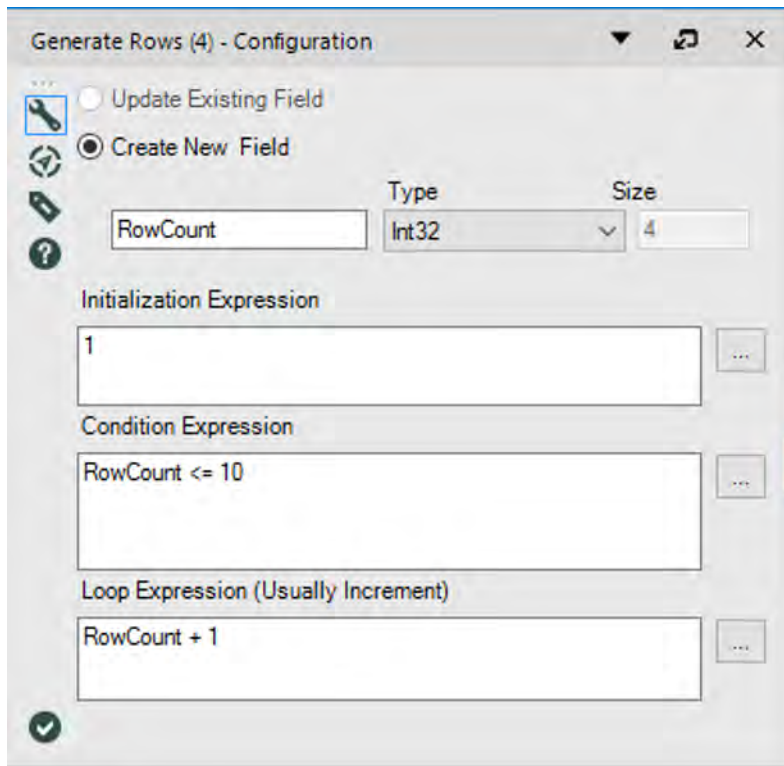 Generate Rows (4) - Configuration
Update Existing Field
Create New Field
Type Size
RowCount Int32 4
Initialization Expression
1
...
Condition Expression
RowCount <= 10
...
Loop Expression (Usually Increment)
RowCount + 1
...